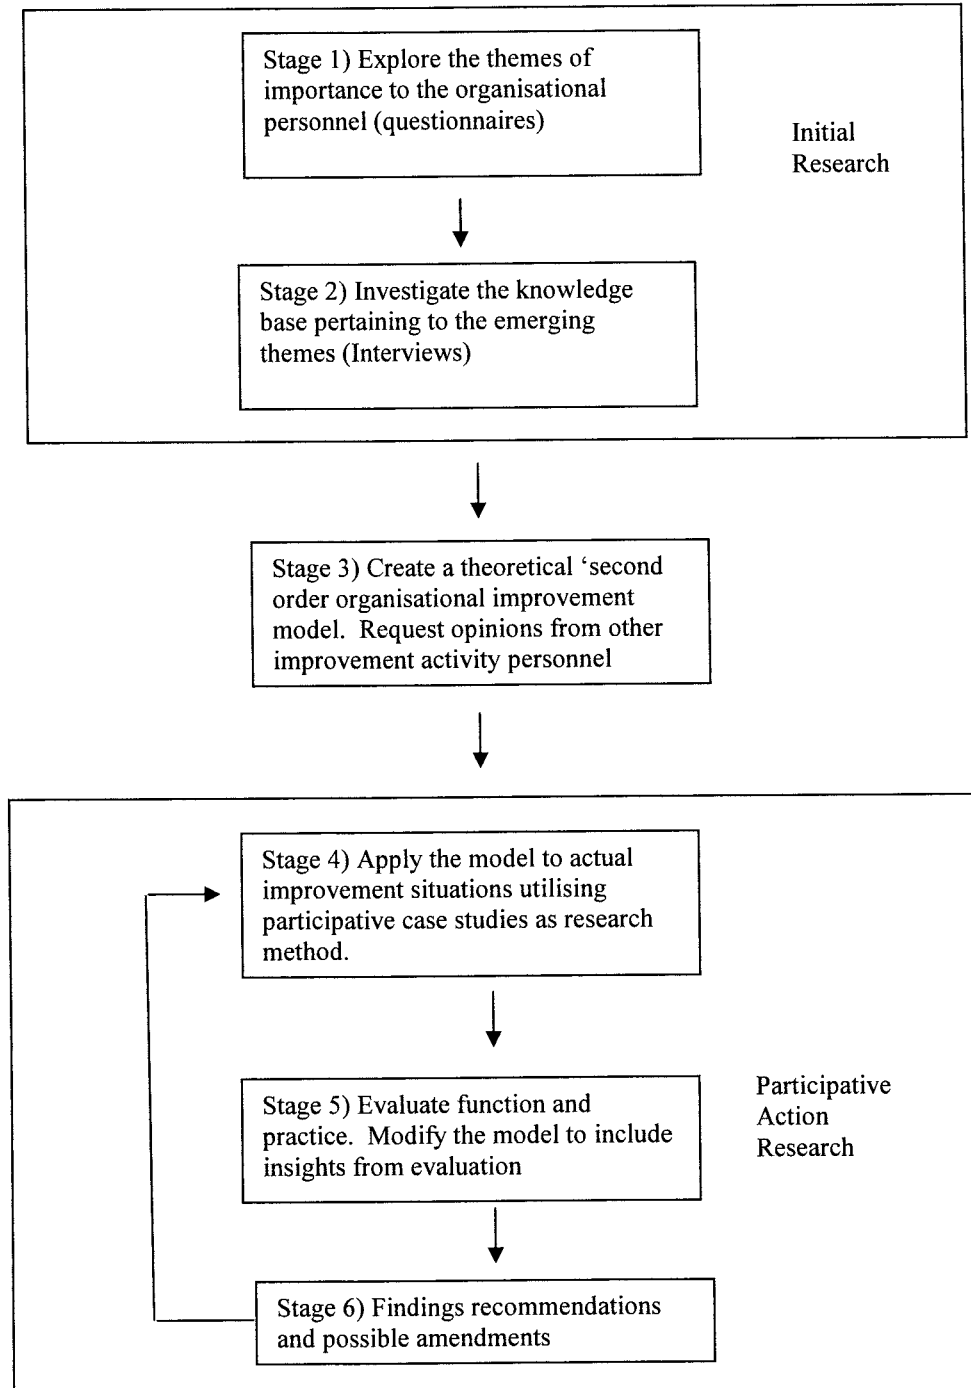 Stage 1) Explore the themes of
importance to the organisational
personnel (questionnaires)
Initial
Research
Stage 2) Investigate the knowledge
base pertaining to the emerging
themes (Interviews)
Stage 3) Create a theoretical ‘second
order organisational improvement
model.  Request opinions from other
improvement activity personnel
Stage 4) Apply the model to actual
improvement situations utilising
participative case studies as research
method.
Stage 5) Evaluate function and
practice.  Modify the model to include
insights from evaluation
Participative
Action
Research
Stage 6) Findings recommendations
and possible amendments